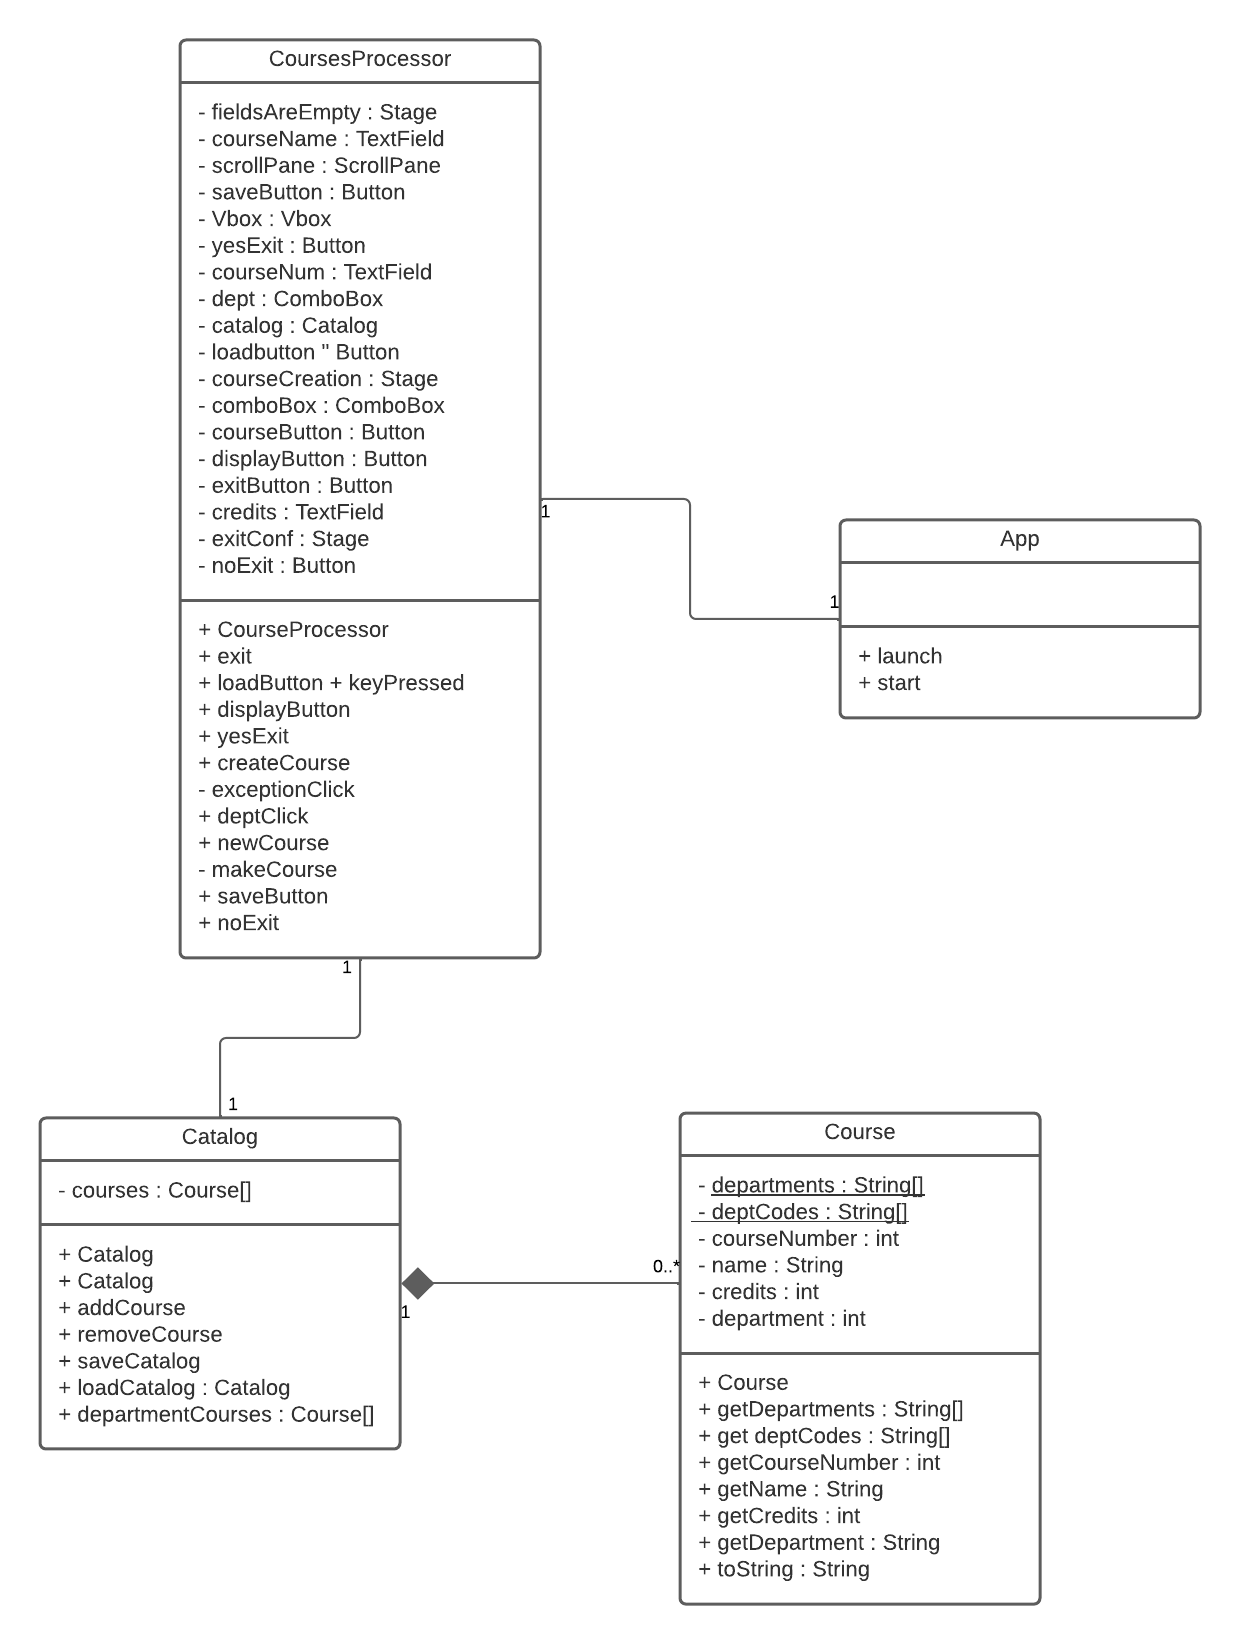 CoursesProcessor
- fieldsAreEmpty : Stage
- courseName : TextField
- scrollPane : ScrollPane
- saveButton : Button
- Vbox : Vbox
- yesExit : Button
- courseNum : TextField
- dept : ComboBox
- catalog : Catalog
- loadbutton " Button
- courseCreation : Stage
- comboBox : ComboBox
- courseButton : Button
- displayButton : Button
- exitButton : Button
- credits : TextField
- exitConf : Stage
- noExit : Button
+ CourseProcessor
+ exit
+ loadButton + keyPressed
+ displayButton
+ yesExit
+ createCourse
- exceptionClick
+ deptClick
+ newCourse
- makeCourse
+ saveButton
+ noExit
1
1
App
+ launch
+ start
1
1
Catalog
- courses : Course[]
+ Catalog
+ Catalog
+ addCourse
+ removeCourse
+ saveCatalog
+ loadCatalog : Catalog
+ departmentCourses : Course[]
1
0..*
Course
- departments : String[]
- deptCodes : String[]
- courseNumber : int
- name : String
- credits : int
- department : int
+ Course
+ getDepartments : String[]
+ get deptCodes : String[]
+ getCourseNumber : int
+ getName : String
+ getCredits : int
+ getDepartment : String
+ toString : String